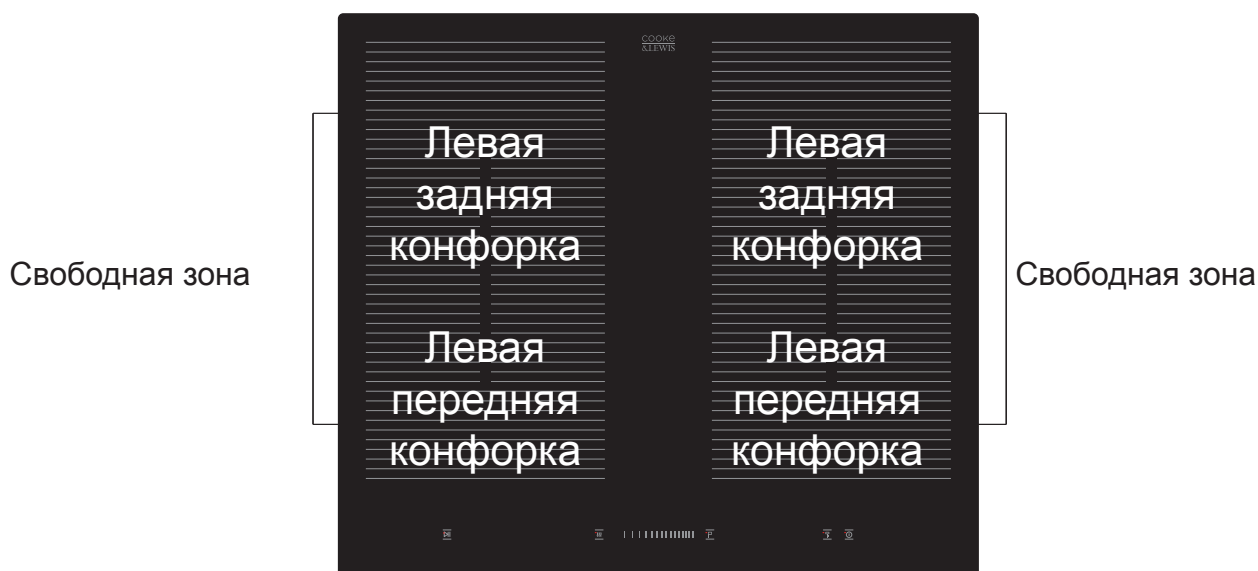 cooke
&LEWIS
Левая
задняя
конфорка
Левая
задняя
конфорка
Свободная зона
Свободная зона
Левая
передняя
конфорка
Левая
передняя
конфорка
P